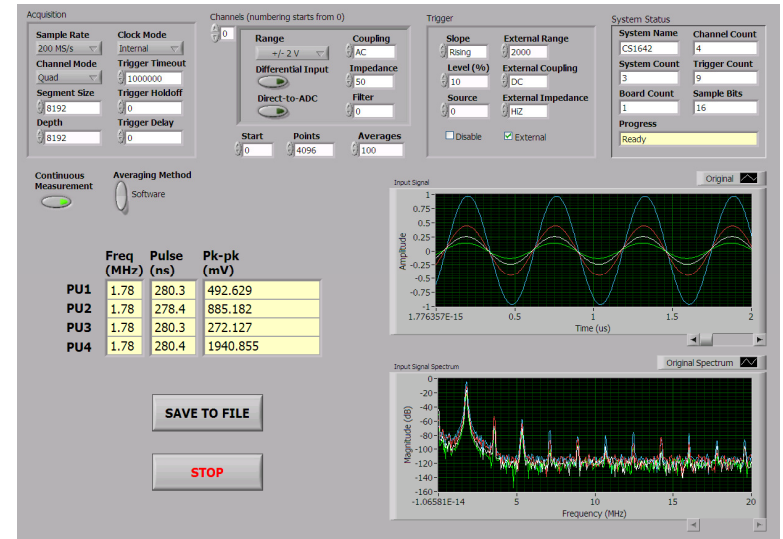 Acquisition
Sample Rate
200 MS/s
Channel Mode
Quad
Segment Size
8192
Depth
8192
Clock Mode
Internal
Trigger Timeout
1000000
Trigger Holdoff
0
Trigger Delay
0
Channels (numbering starts from 0)
0
Range
+/- 2 V
Differential Input
Direct-to-ADC
Coupling
AC
Impedance
50
Filter
0
Start
0
Points
4096
Averages
100
Trigger
Slope
Rising
Level (%)
10
Source
0
Disable
External Range
2000
External Coupling
DC
External Impedance
HiZ
External
System Status
System Name
CS1642
System Count
3
Board Count
1
Channel Count
4
Trigger Count
9
Sample Bits
16
Progress
Ready
Continuous
Measurement
Averaging Method
Software
Freq Pulse Pk-pk
(MHz) (ns) (mV)
PU1 1.78 280.3 492.629
PU2 1.78 278.4 885.182
PU3 1.78 280.3 272.127
PU4 1.78 280.4 1940.855
SAVE TO FILE
STOP
Input Signal
Original
Amplitude
1
0.75
0.5
0.25
0
-0.25
-0.5
-0.75
-1
1.776357E-15 0.5 1 1.5 2
Time (us)
Input Signal Spectrum
Original Spectrum
Magnitude (dB)
0
-20
-40
-60
-80
-100
-120
-140
-160
-1.06581E-14 5 10 15 20
Frequency (MHz)